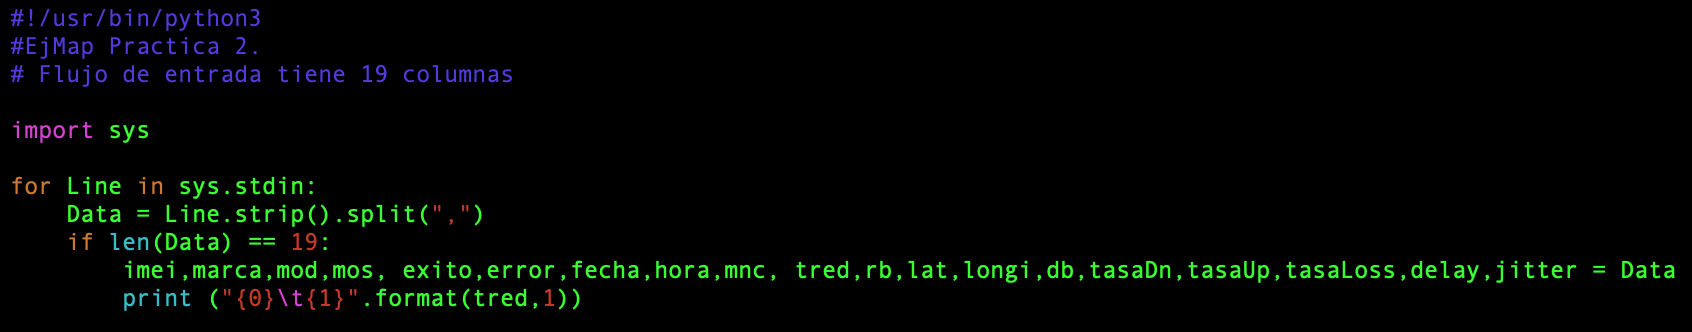 #!/usr/bin/python3
#EjMap Practica 2.
# Flujo de entrada tiene 19 columnas

import sys

for Line in sys.stdin:
    Data = Line.strip().split(",")
    if len(Data) == 19:
        imei,marca,mod,mos, exito,error,fecha,hora,mnc, tred,rb,lat,longi,db,tasaDn,tasaUp,tasaLoss,delay,jitter = Data
        print ("{0}\t{1}".format(tred,1))